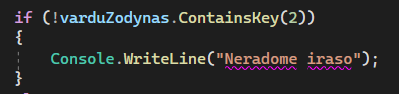 if (!varduZodynas.ContainsKey(2))
{
    Console.WriteLine("Neradome iraso");
}